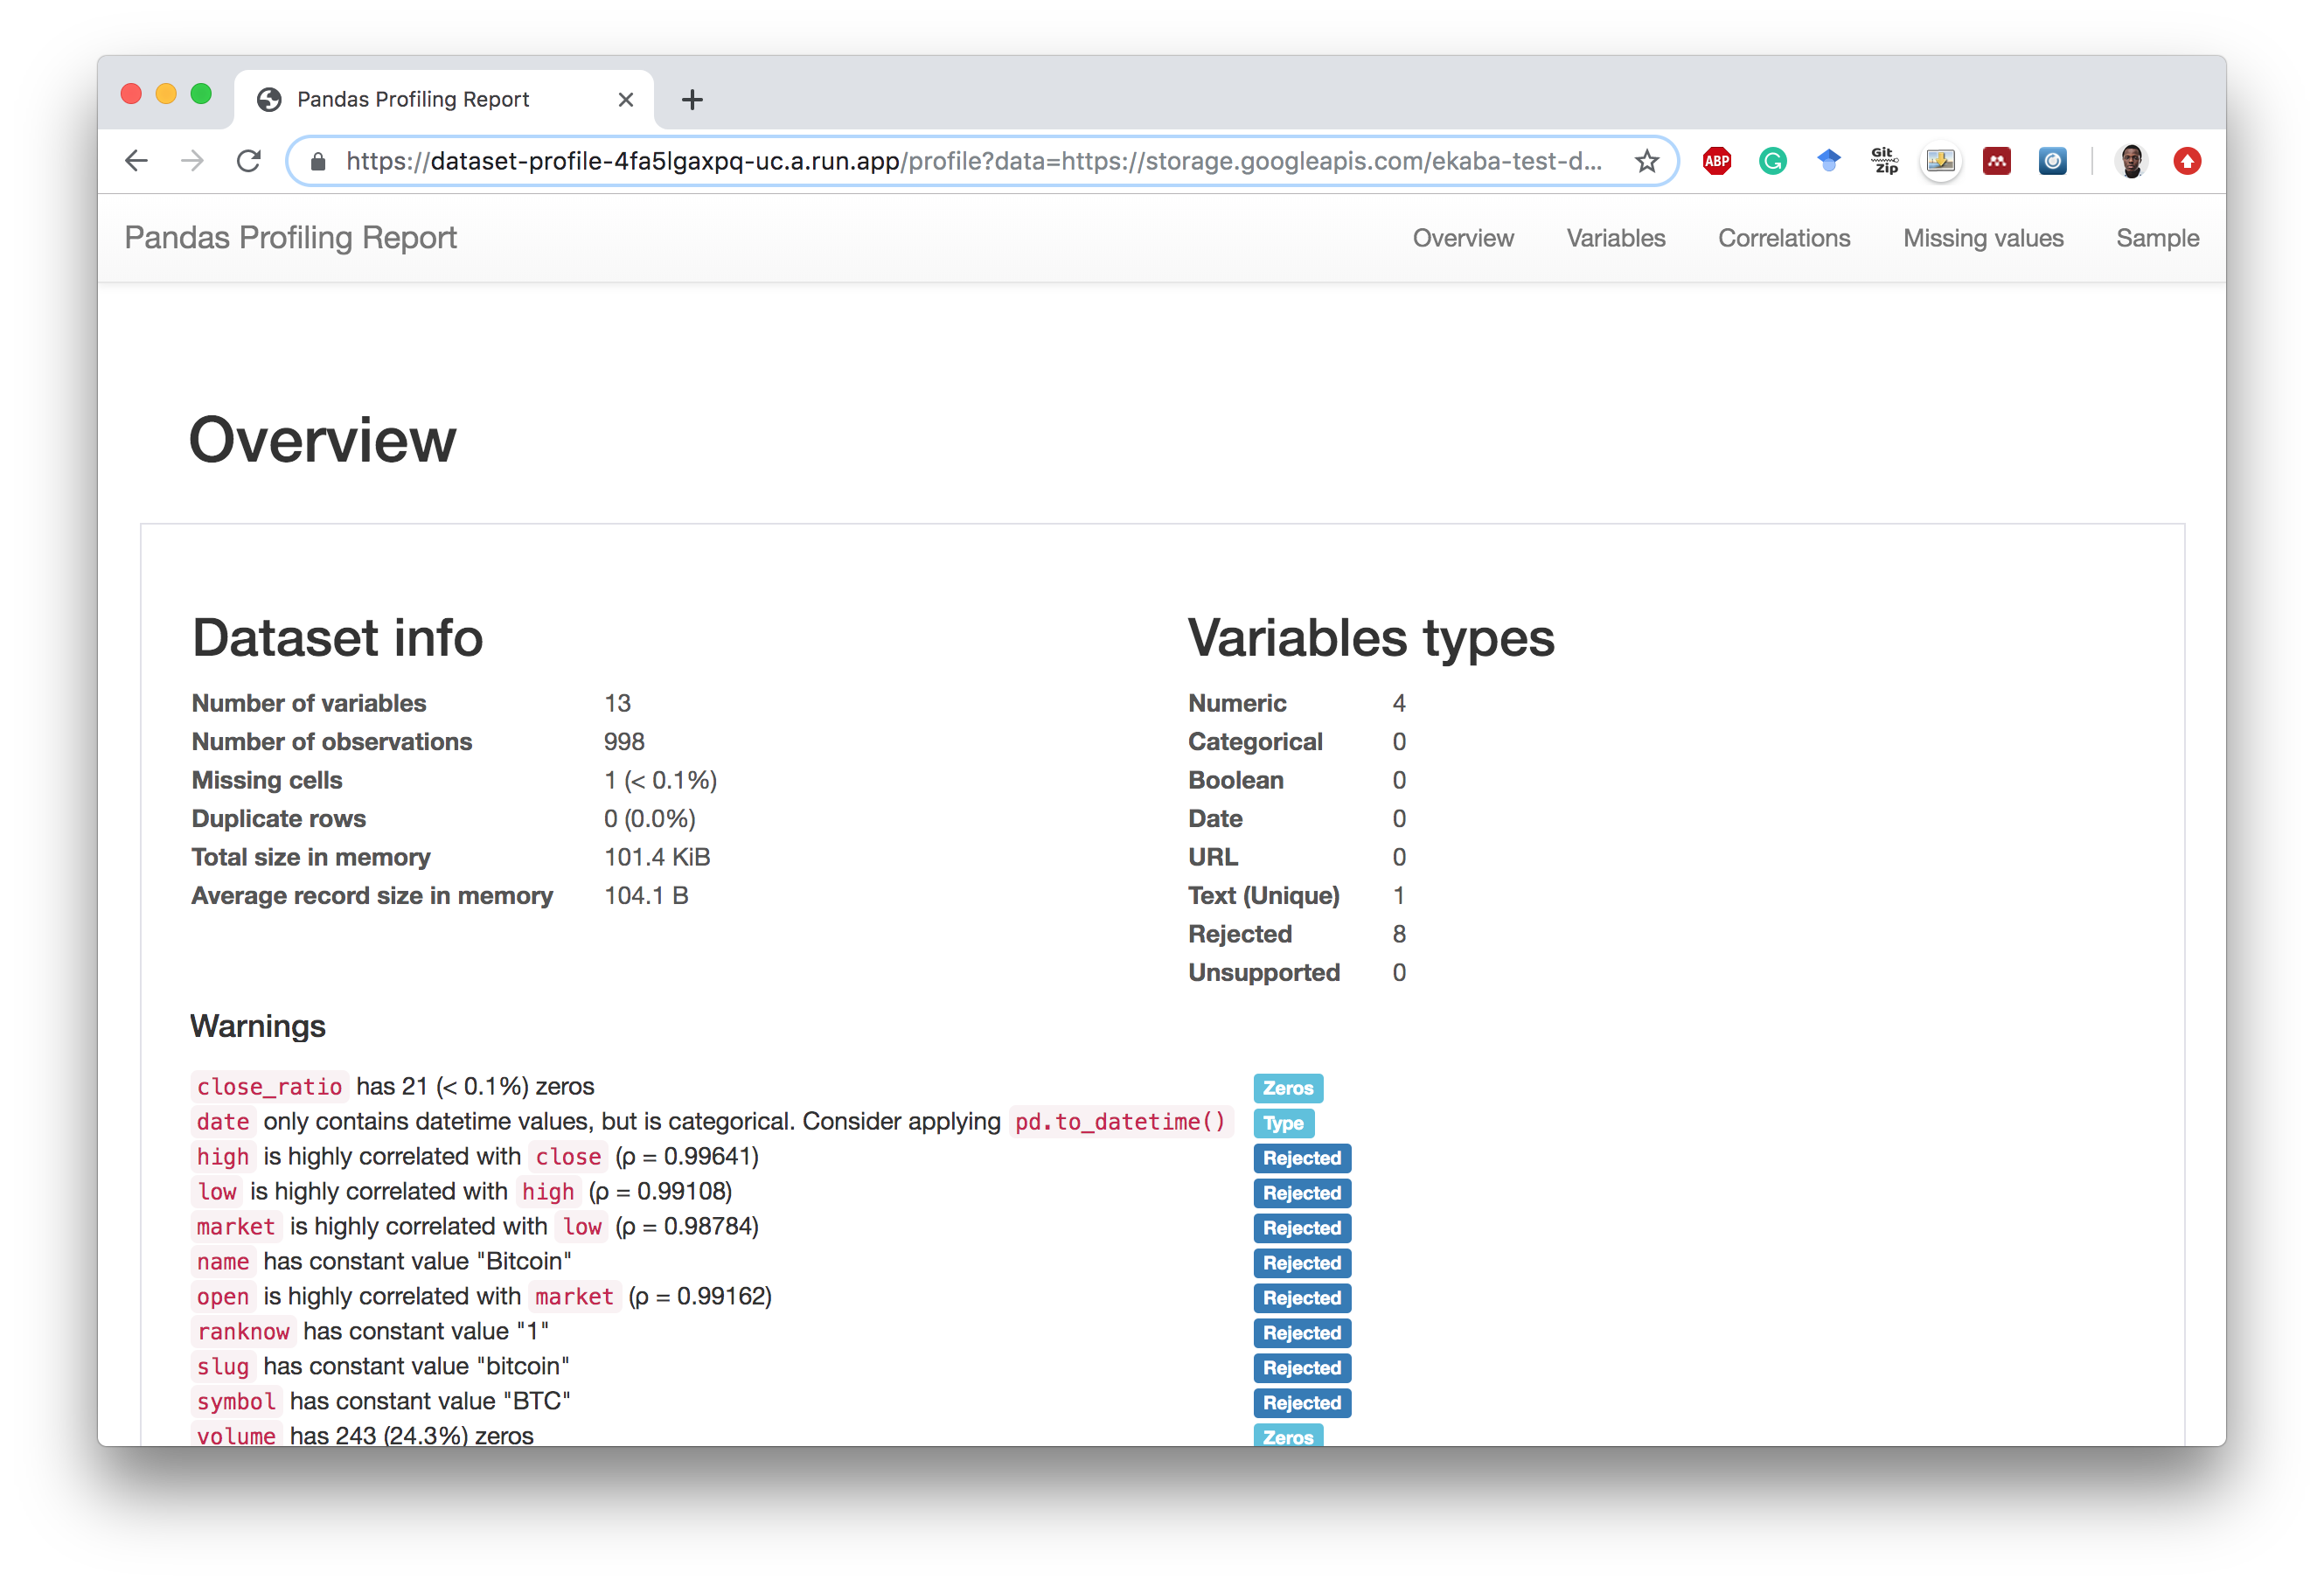 Pandas Profiling Report
https://dataset-profile-4fa5lgaxpq-uc.a.run.app/profile?data=https://storage.googleapis.com/ekaba-test-d...
ABP
Git Zip
Pandas Profiling Report Overview Variables Correlations Missing values Sample
Overview
Dataset info
Number of variables 13
Number of observations 998
Missing cells 1 (< 0.1%)
Duplicate rows 0 (0.0%)
Total size in memory 101.4 KiB
Average record size in memory 104.1 B
Variables types
Numeric 4
Categorical 0
Boolean 0
Date 0
URL 0
Text (Unique) 1
Rejected 8
Unsupported 0
Warnings
close_ratio has 21 (< 0.1%) zeros Zeros
date only contains datetime values, but is categorical. Consider applying pd.to_datetime() Type
high is highly correlated with close (ρ = 0.99641) Rejected
low is highly correlated with high (ρ = 0.99108) Rejected
market is highly correlated with low (ρ = 0.98784) Rejected
name has constant value "Bitcoin" Rejected
open is highly correlated with market (ρ = 0.99162) Rejected
ranknow has constant value "1" Rejected
slug has constant value "bitcoin" Rejected
symbol has constant value "BTC" Rejected
volume has 243 (24.3%) zeros Zeros